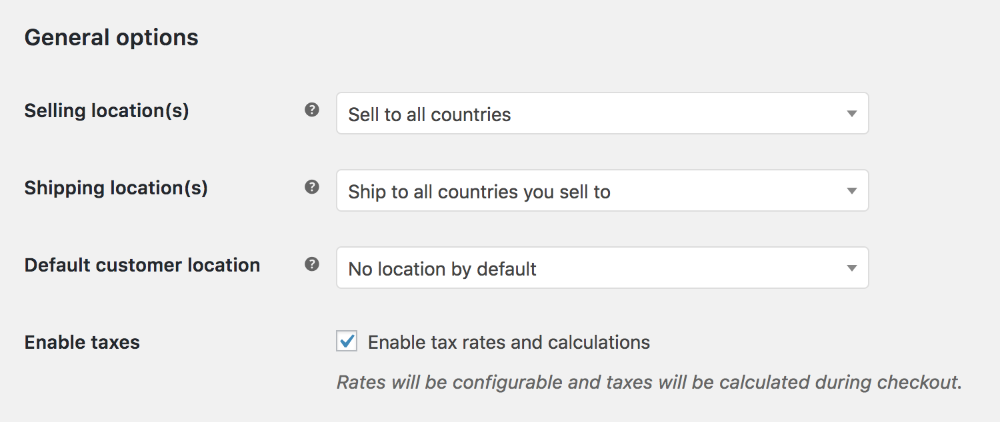 General options
Selling location(s) ? Sell to all countries
Shipping location(s) ? Ship to all countries you sell to
Default customer location ? No location by default
Enable taxes Enable tax rates and calculations
Rates will be configurable and taxes will be calculated during checkout.